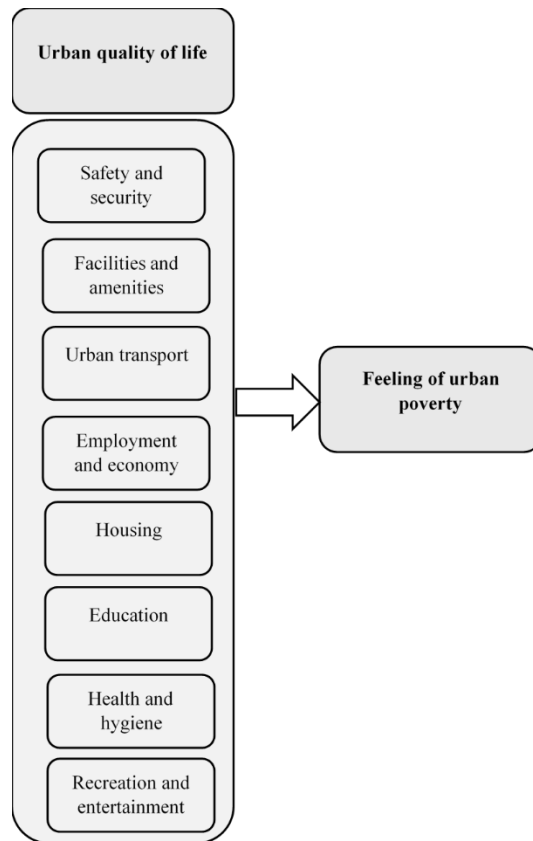 Urban quality of life
Safety and
security
Facilities and
amenities
Urban transport
Employment
and economy
Housing
Education
Health and
hygiene
Recreation and
entertainment
Feeling of urban
poverty